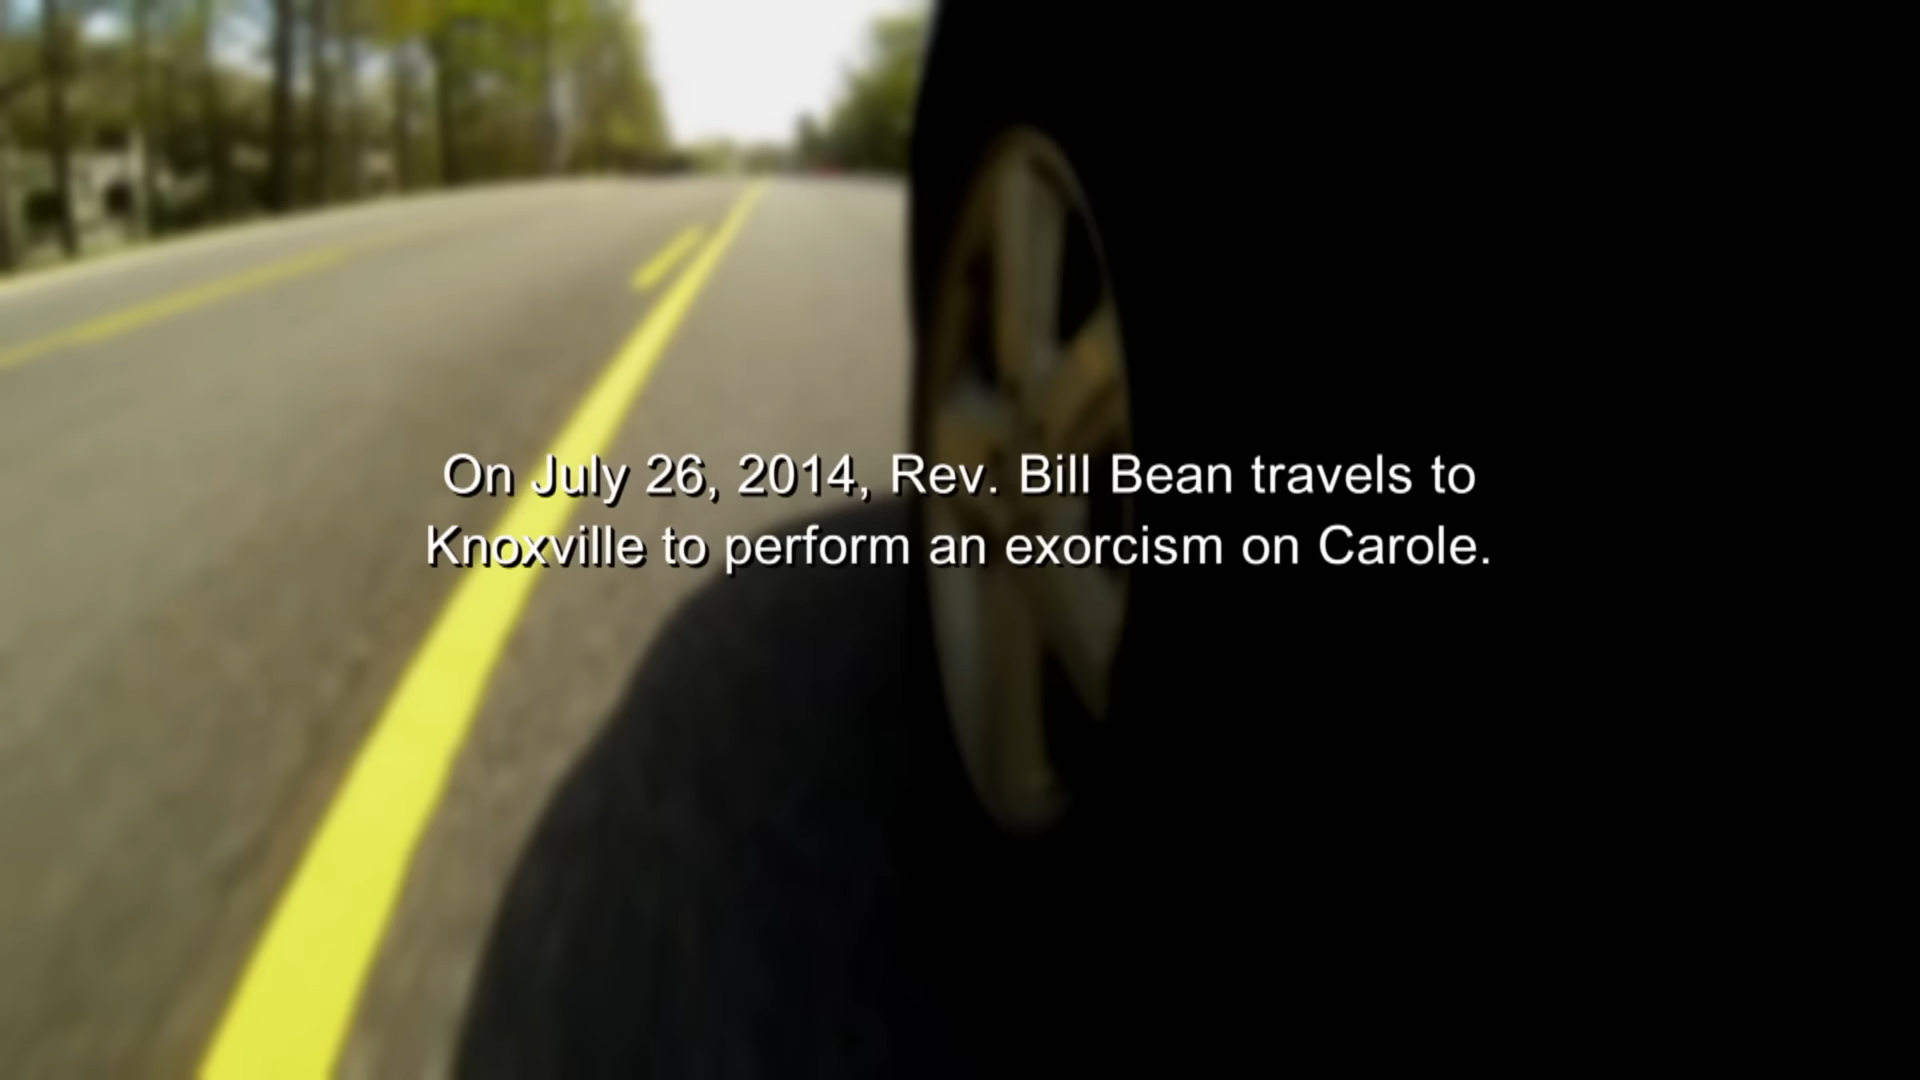 On July 26, 2014, Rev. Bill Bean travels to
Knoxville to perform an exorcism on Carole.